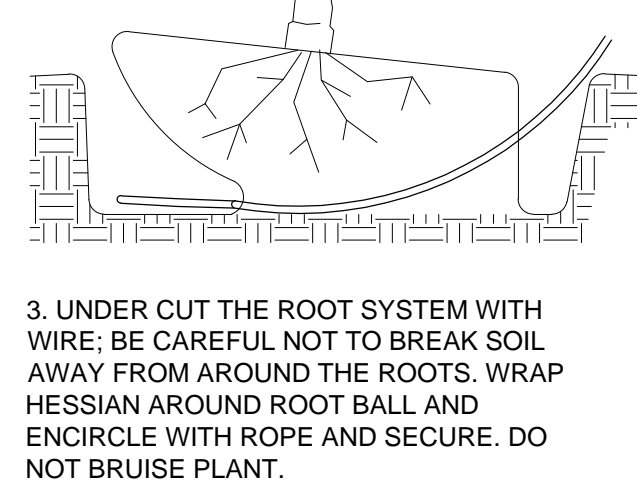 3. UNDER CUT THE ROOT SYSTEM WITH
WIRE; BE CAREFUL NOT TO BREAK SOIL
AWAY FROM AROUND THE ROOTS. WRAP
HESSIAN AROUND ROOT BALL AND
ENCIRCLE WITH ROPE AND SECURE. DO
NOT BRUISE PLANT.